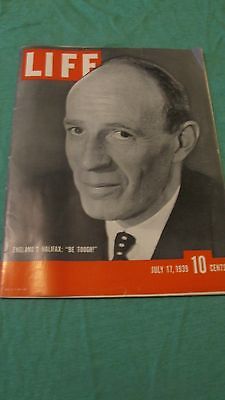 LIFE
ENGLAND'S HALIFAX: "BE TOUGH!"
JULY 17, 1939 10 CENTS